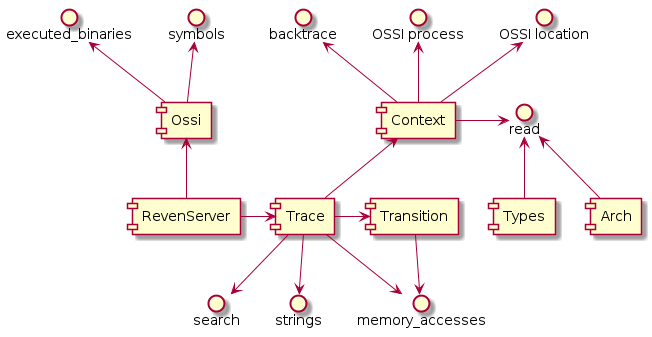 executed_binaries
symbols
backtrace
OSSI process
OSSI location
Ossi
Context
read
RevenServer
Trace
Transition
Types
Arch
search
strings
memory_accesses